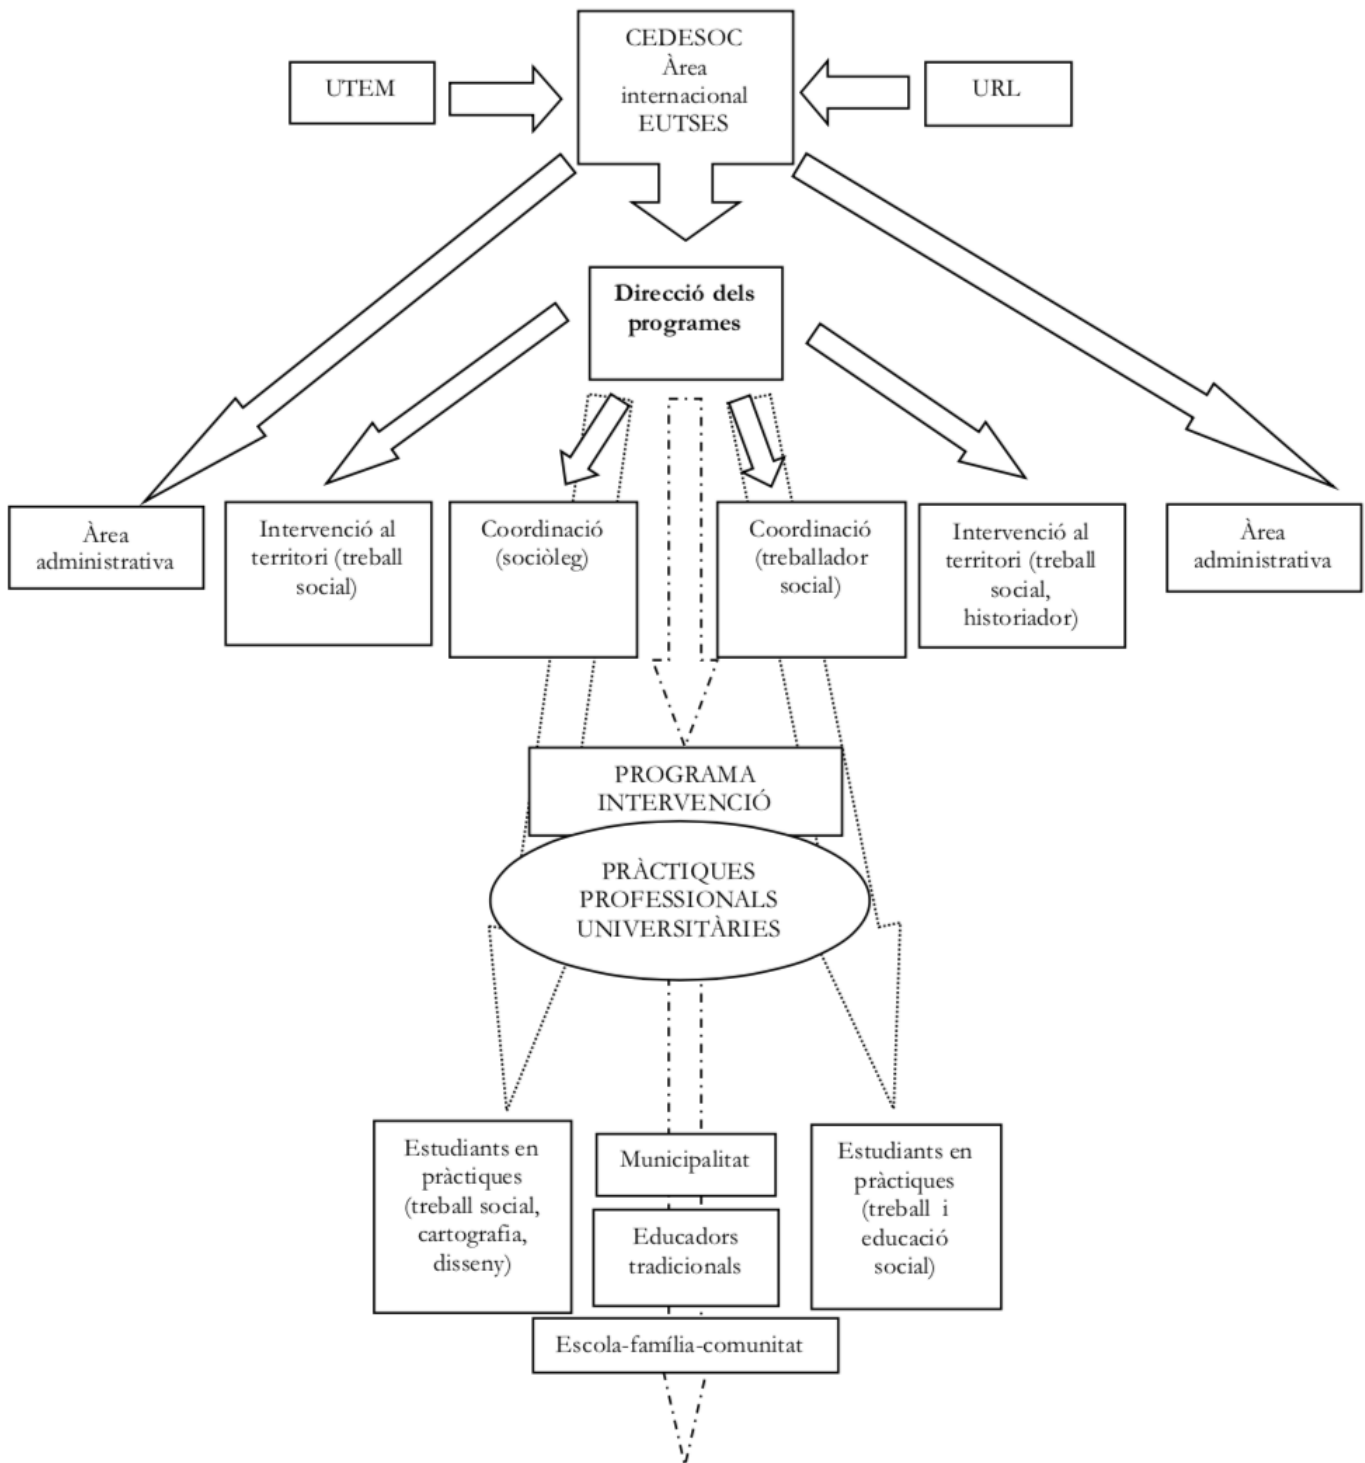 CEDESOC
Àrea
internacional
EUTSES
UTEM
URL
Direcció dels
programes
Àrea
administrativa
Intervenció al
territori (treball
social)
Coordinació
(sociòleg)
Coordinació
(treballador
social)
Intervenció al
territori (treball
social,
historiador)
Àrea
administrativa
PROGRAMA
INTERVENCIÓ
PRÀCTIQUES
PROFESSIONALS
UNIVERSITÀRIES
Estudiants en
pràctiques
(treball social,
cartografia,
disseny)
Municipalitat
Educadors
tradicionals
Escola-família-comunitat
Estudiants en
pràctiques
(treball i
educació
social)